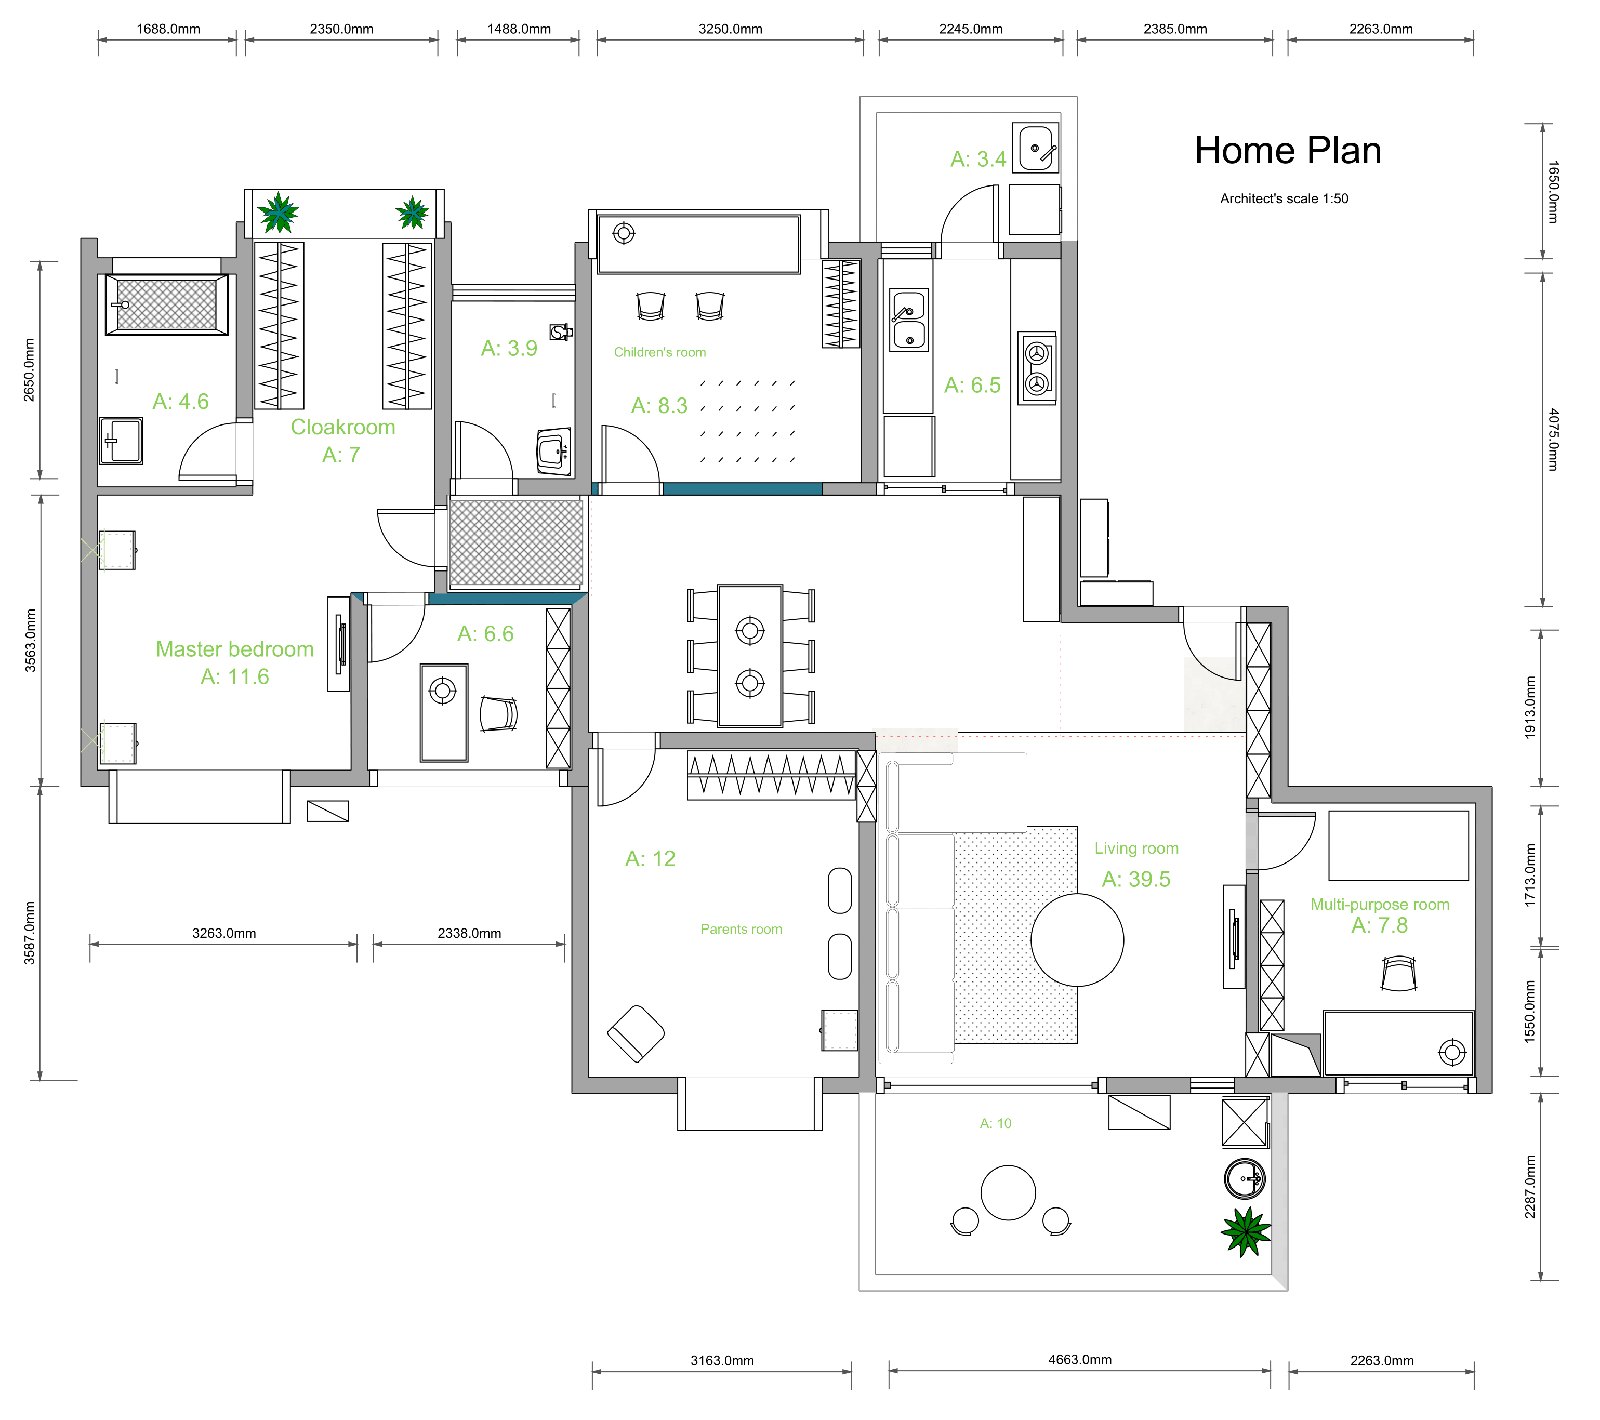 1688.0mm
2350.0mm
1488.0mm
3250.0mm
2245.0mm
2385.0mm
2263.0mm
Home Plan
Architect's scale 1:50
A: 3.4
1650.0mm
2650.0mm
A: 4.6
Cloakroom
A: 7
A: 3.9
Children's room
A: 8.3
A: 6.5
4075.0mm
3563.0mm
Master bedroom
A: 11.6
A: 6.6
1913.0mm
3587.0mm
3263.0mm
2338.0mm
A: 12
Parents room
Living room
A: 39.5
Multi-purpose room
A: 7.8
1713.0mm
1550.0mm
A: 10
2287.0mm
3163.0mm
4663.0mm
2263.0mm